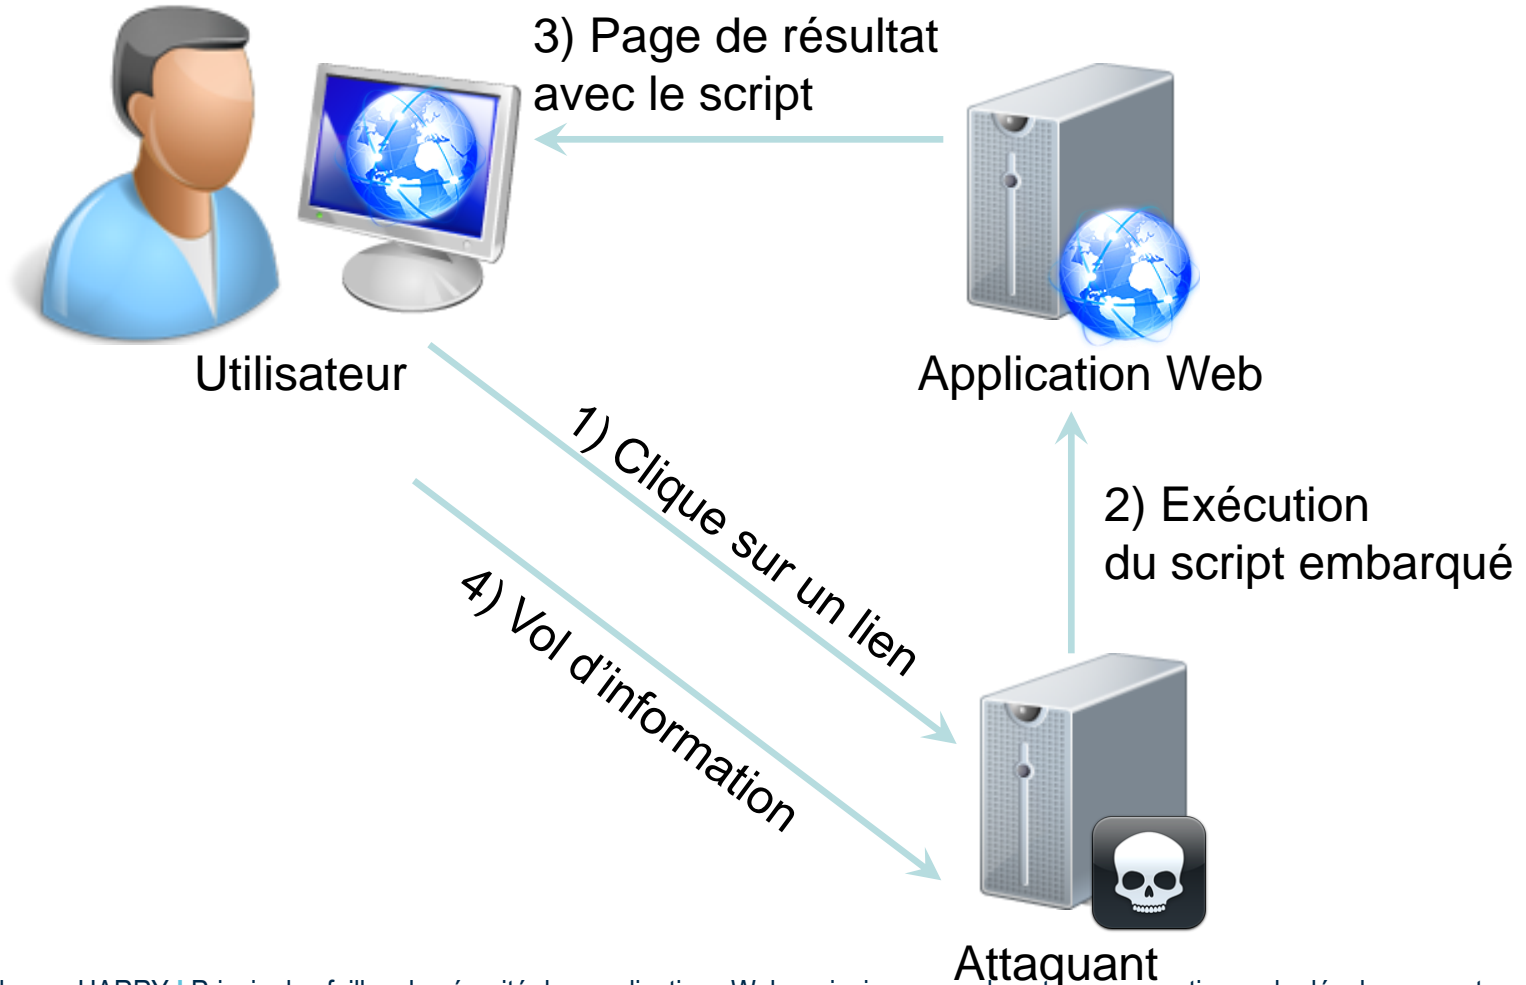 3) Page de résultat
avec le script
Utilisateur
Application Web
1) Clique sur un lien
2) Exécution
du script embarqué
4) Vol d’information
Attaquant
HARRY |